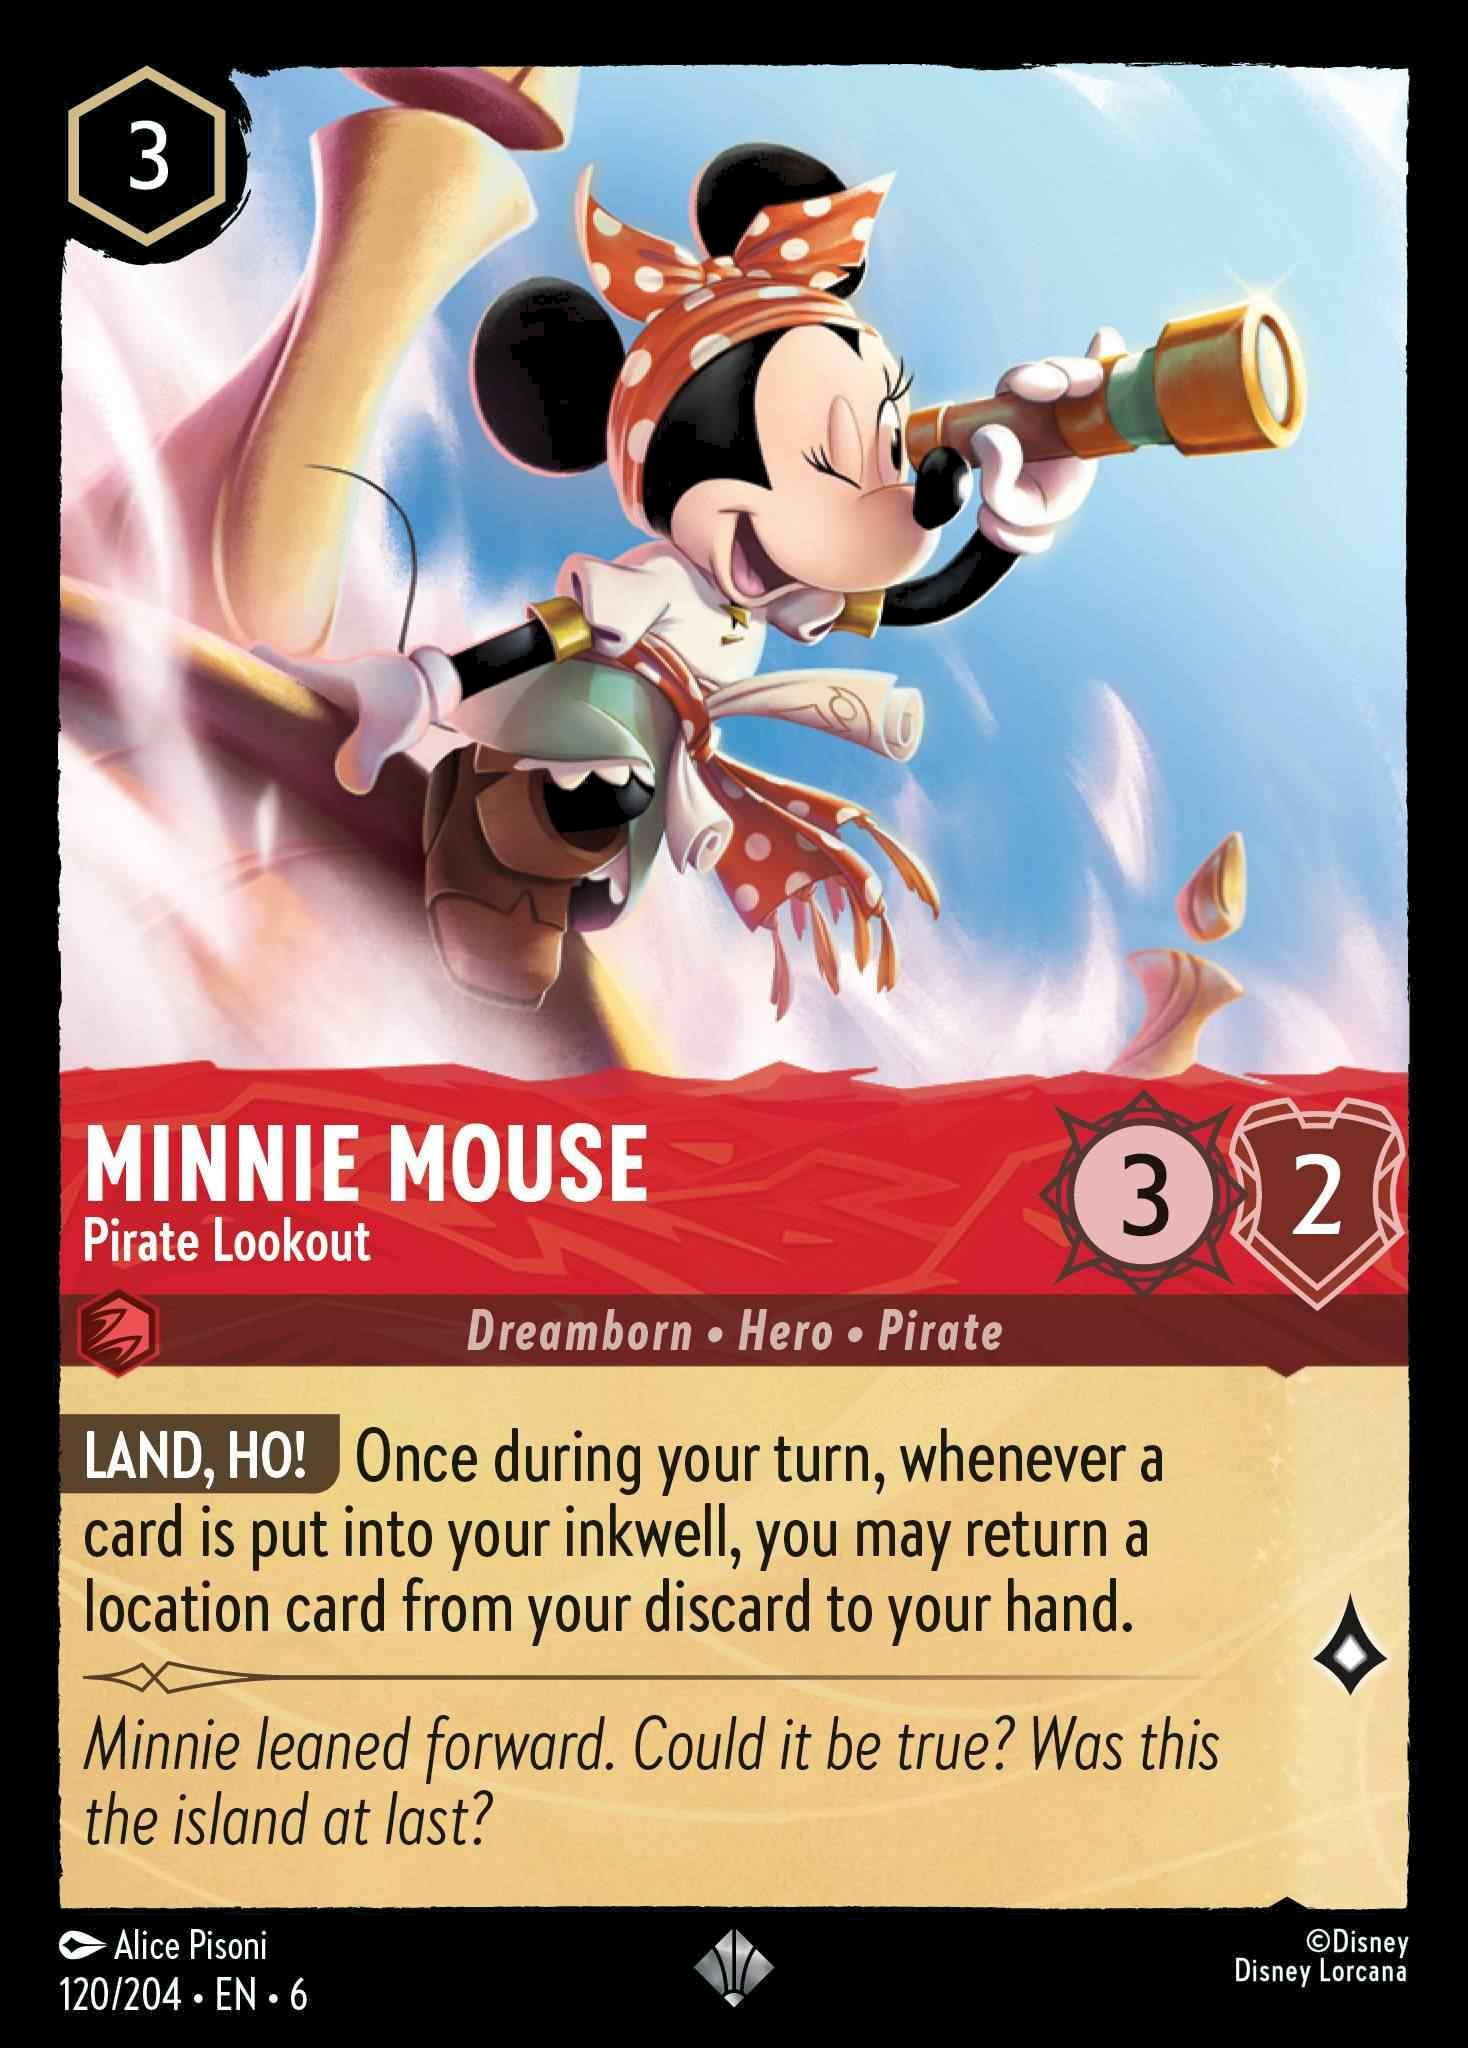 3
MINNIE MOUSE
Pirate Lookout
3
2
Dreamborn • Hero • Pirate
LAND, HO! Once during your turn, whenever a
card is put into your inkwell, you may return a
location card from your discard to your hand.
Minnie leaned forward. Could it be true? Was this
the island at last?
Alice Pisoni
120/204 • EN • 6
©Disney
Disney Lorcana